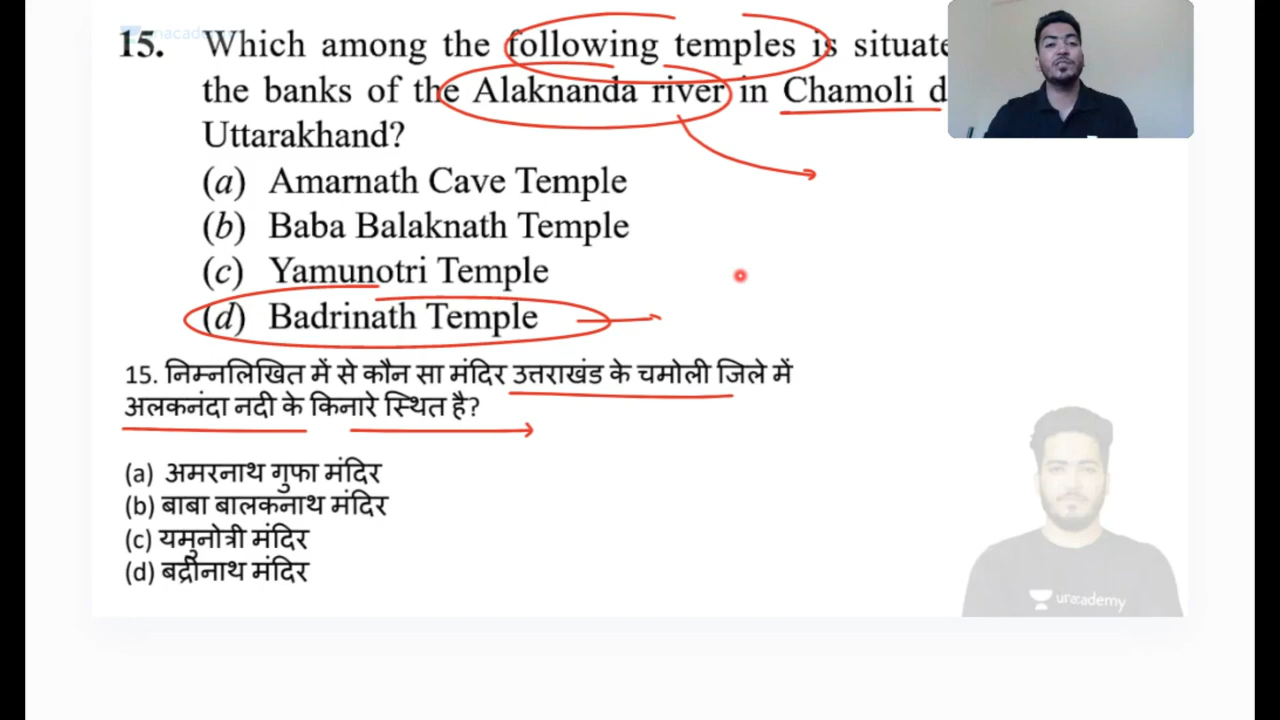 unacademy
15. Which among the following temples is situate
the banks of the Alaknanda river in Chamoli d
Uttarakhand?
(a) Amarnath Cave Temple
(b) Baba Balaknath Temple
(c) Yamunotri Temple
(d) Badrinath Temple
15. निम्नलिखित में से कौन सा मंदिर उत्तराखंड के चमोली जिले में
अलकनंदा नदी के किनारे स्थित है?
(a) अमरनाथ गुफा मंदिर
(b) बाबा बालकनाथ मंदिर
(c) यमुनोत्री मंदिर
(d) बद्रीनाथ मंदिर
unacademy